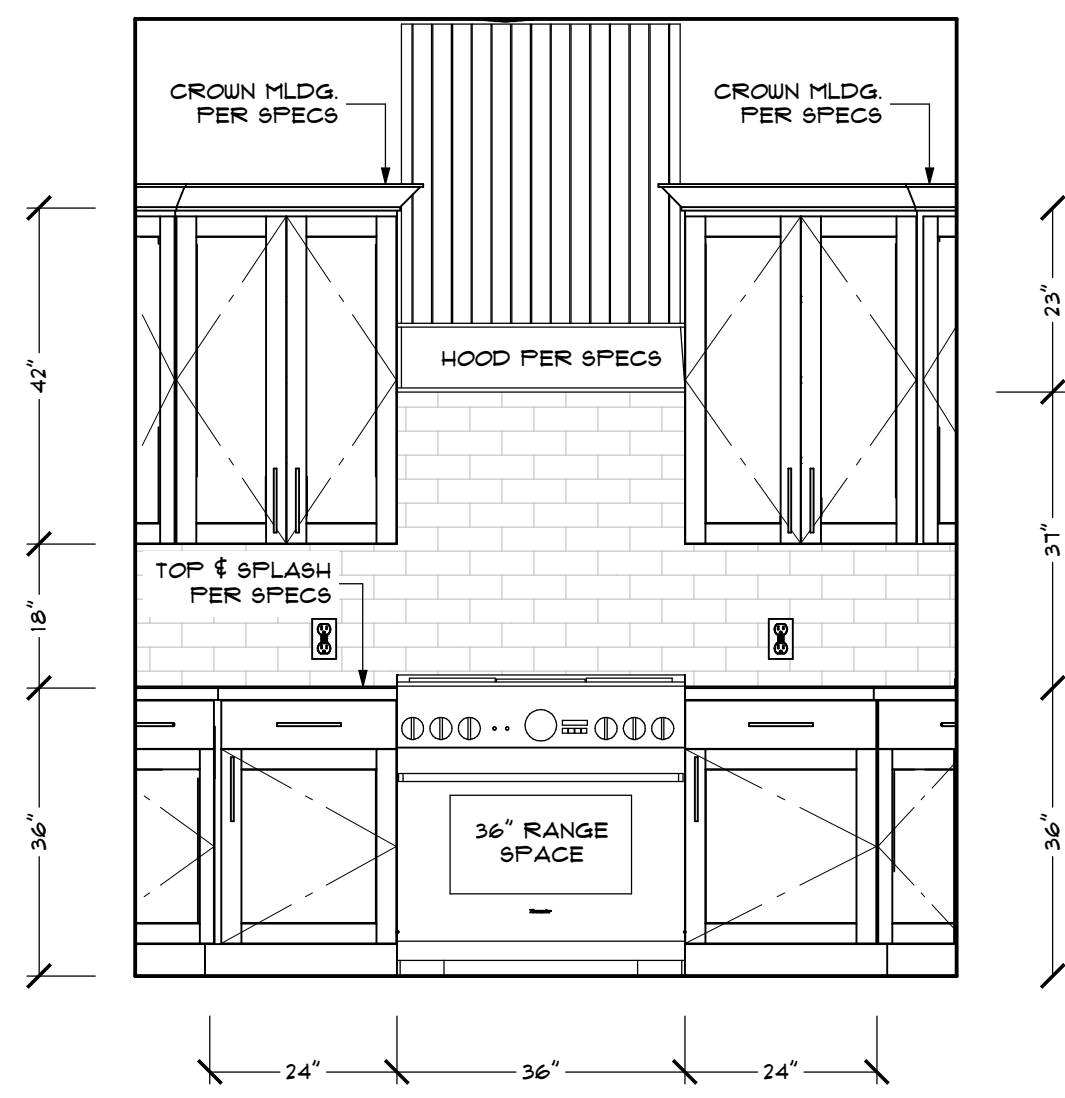 CROWN MLDG.
PER SPECS
CROWN MLDG.
PER SPECS
HOOD PER SPECS
42"
23"
TOP & SPLASH
PER SPECS
18"
37"
36"
36" RANGE
SPACE
36"
24"
36"
24"